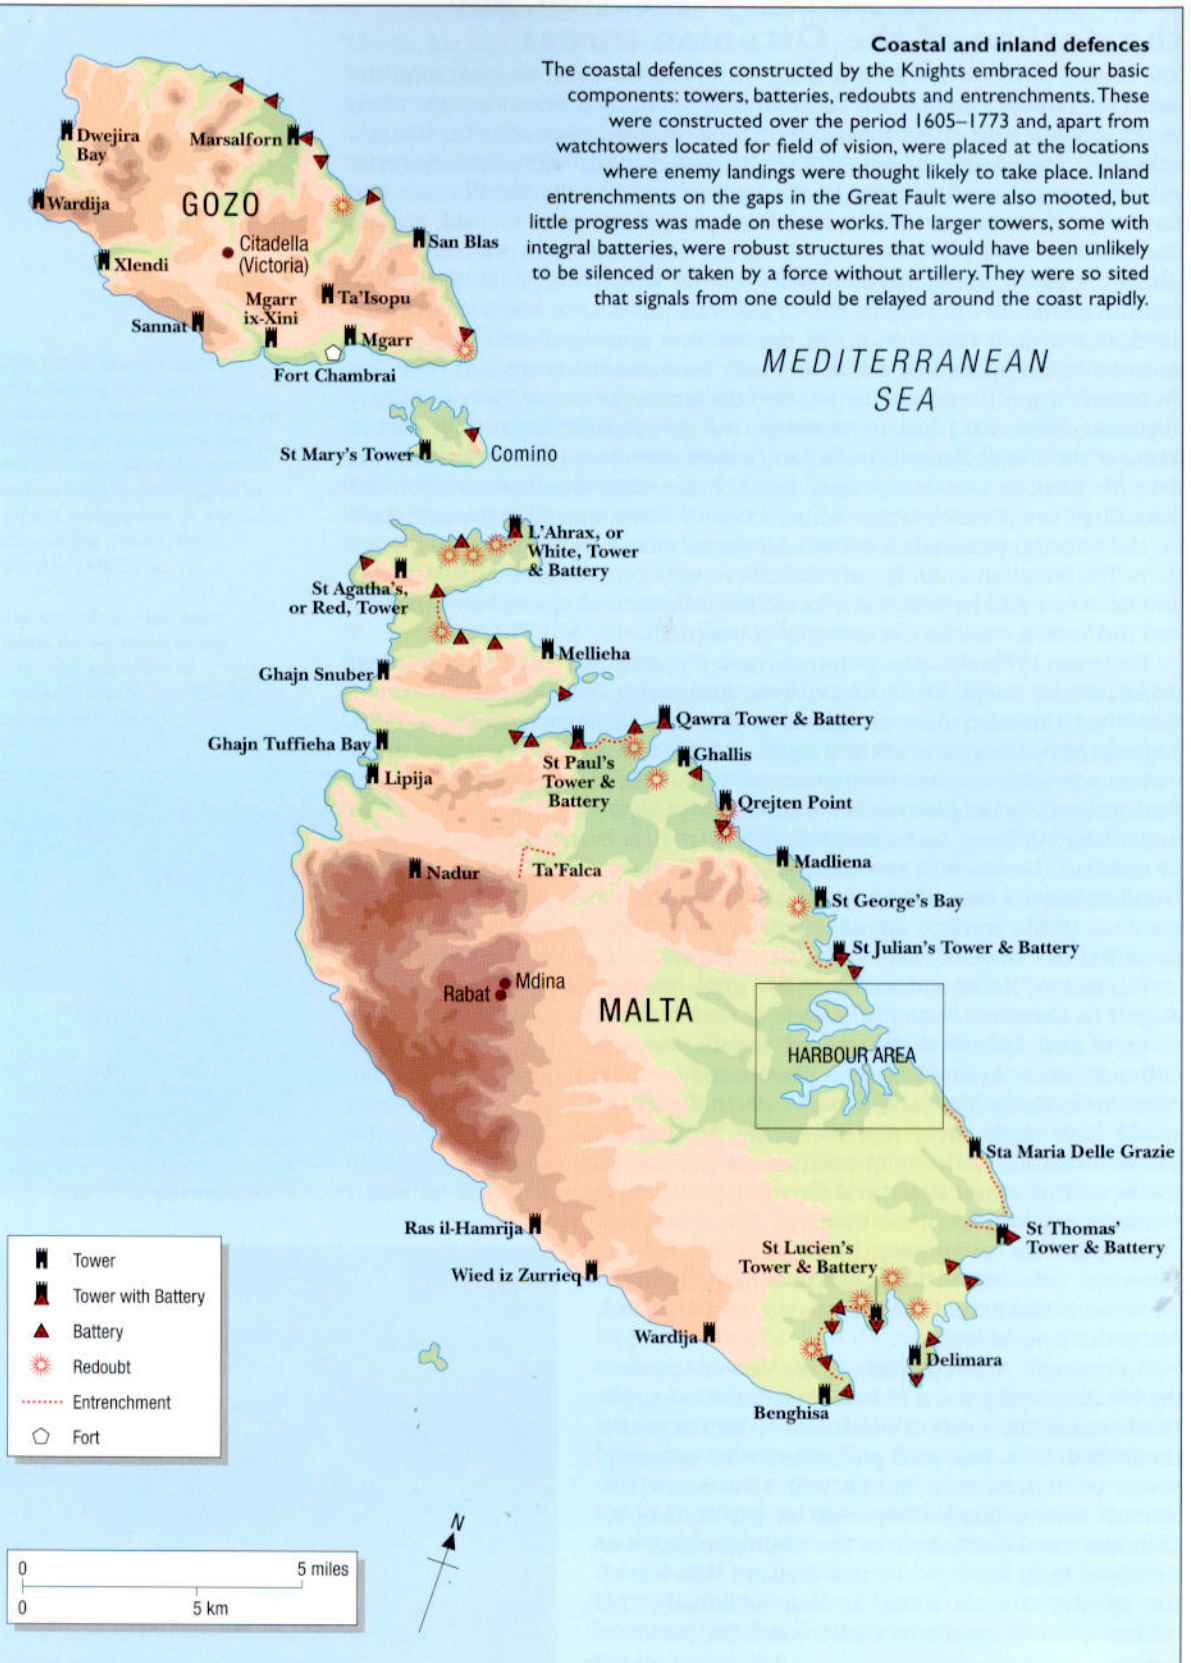 Coastal and inland defences
The coastal defences constructed by the Knights embraced four basic
components: towers, batteries, redoubts and entrenchments. These
were constructed over the period 1605–1773 and, apart from
watchtowers located for field of vision, were placed at the locations
where enemy landings were thought likely to take place. Inland
entrenchments on the gaps in the Great Fault were also mooted, but
little progress was made on these works. The larger towers, some with
integral batteries, were robust structures that would have been unlikely
to be silenced or taken by a force without artillery. They were so sited
that signals from one could be relayed around the coast rapidly.
Dwejira
Bay
Marsalforn
Wardija
GOZO
Citadella
(Victoria)
San Blas
Xlendi
Mgarr
ix-Xini
Ta'Isopu
Sannat
Mgarr
Fort Chambrai
MEDITERRANEAN
SEA
St Mary's Tower
Comino
L'Ahrax, or
White, Tower
& Battery
St Agatha's,
or Red, Tower
Mellieha
Ghajn Snuber
Qawra Tower & Battery
Ghajn Tuffieha Bay
Ghallis
St Paul's
Tower &
Battery
Lipija
Qrejten Point
Madliena
Nadur
Ta'Falca
St George's Bay
St Julian's Tower & Battery
Mdina
Rabat
MALTA
HARBOUR AREA
Sta Maria Delle Grazie
Ras il-Hamrija
St Thomas'
Tower & Battery
St Lucien's
Tower & Battery
Wied iz Zurrieq
Wardija
Delimara
Benghisa
Tower
Tower with Battery
Battery
Redoubt
Entrenchment
Fort
N
0
5 miles
0
5 km